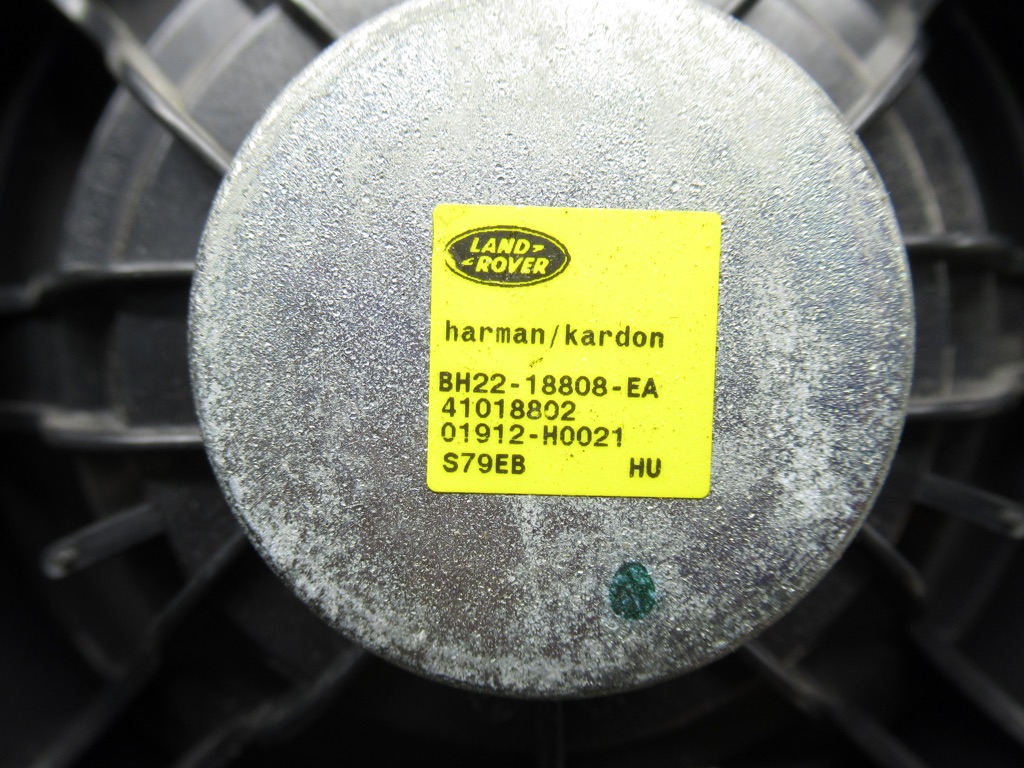 LAND
ROVER
harman/kardon
BH22-18808-EA
41018802
01912-H0021
S79EB HU